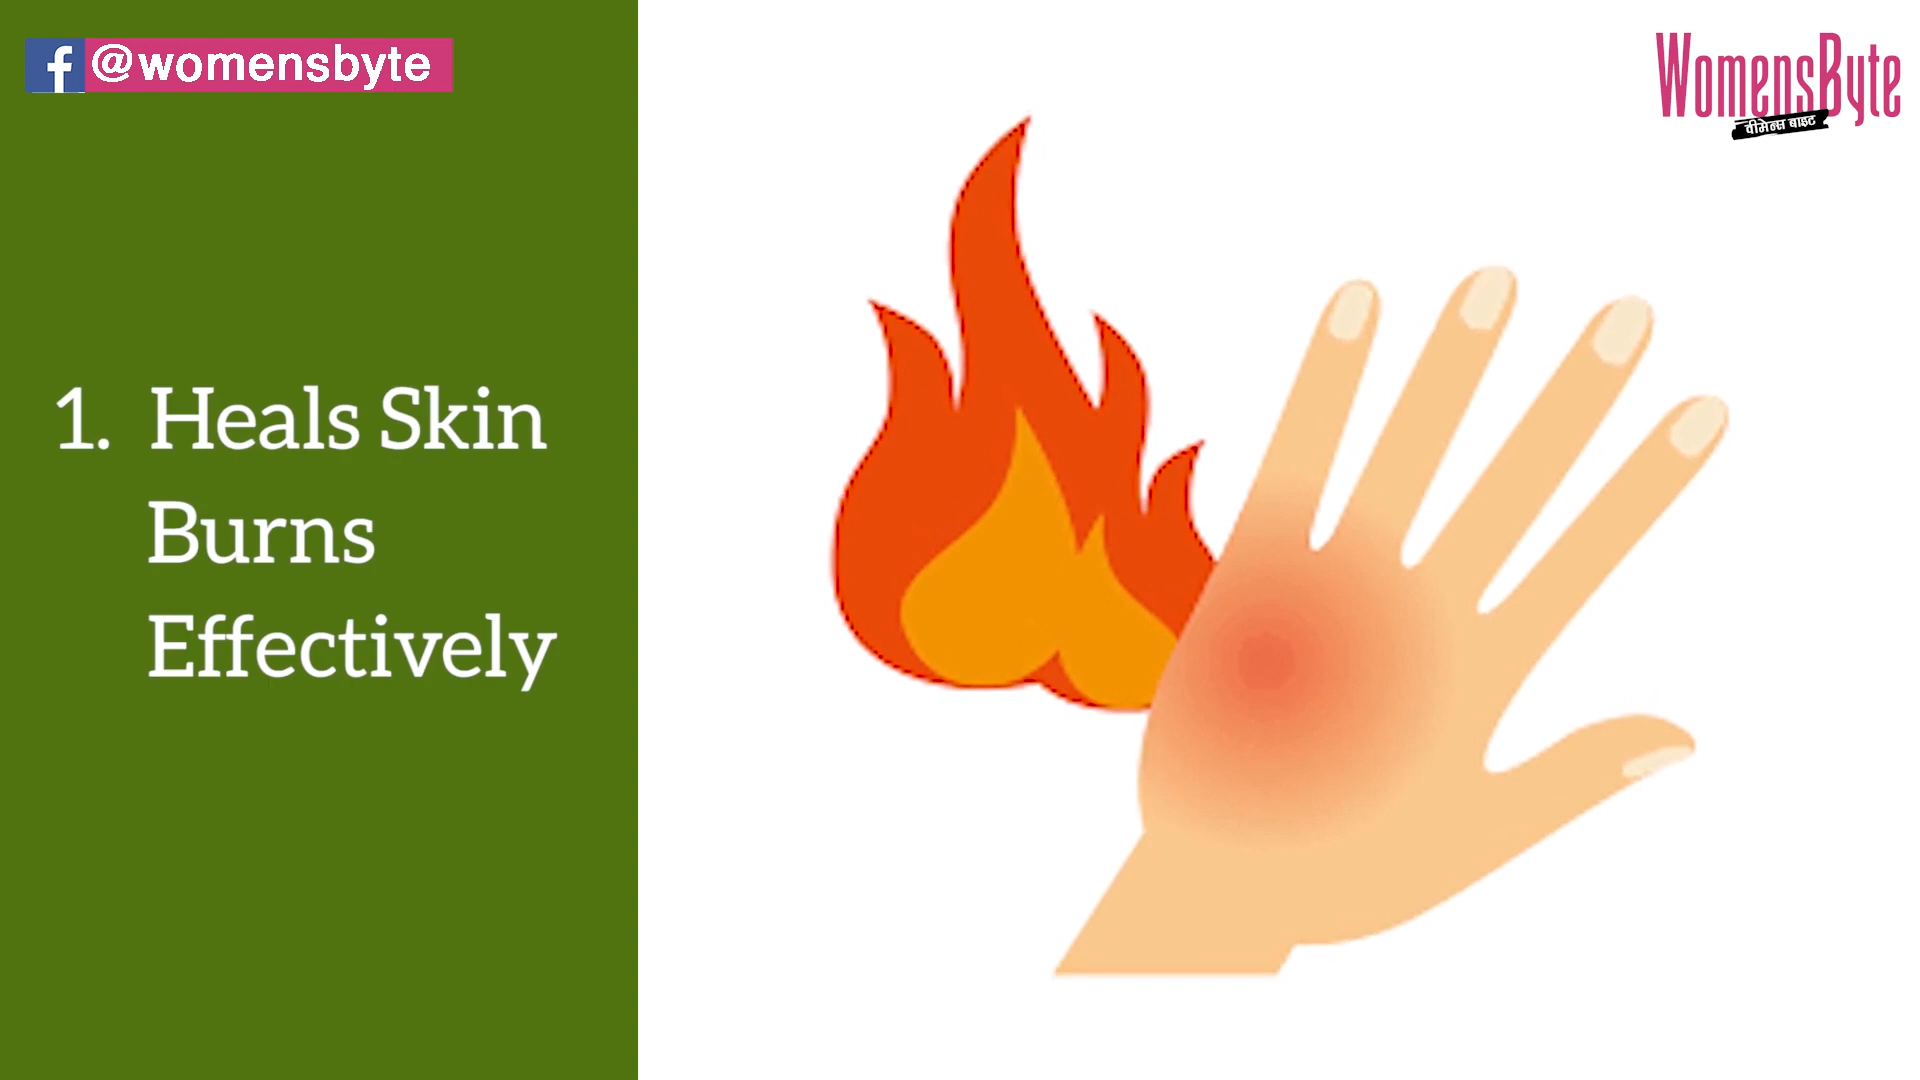 @womensbyte
WomensByte
वीमेन्स बाइट
1. Heals Skin
Burns
Effectively